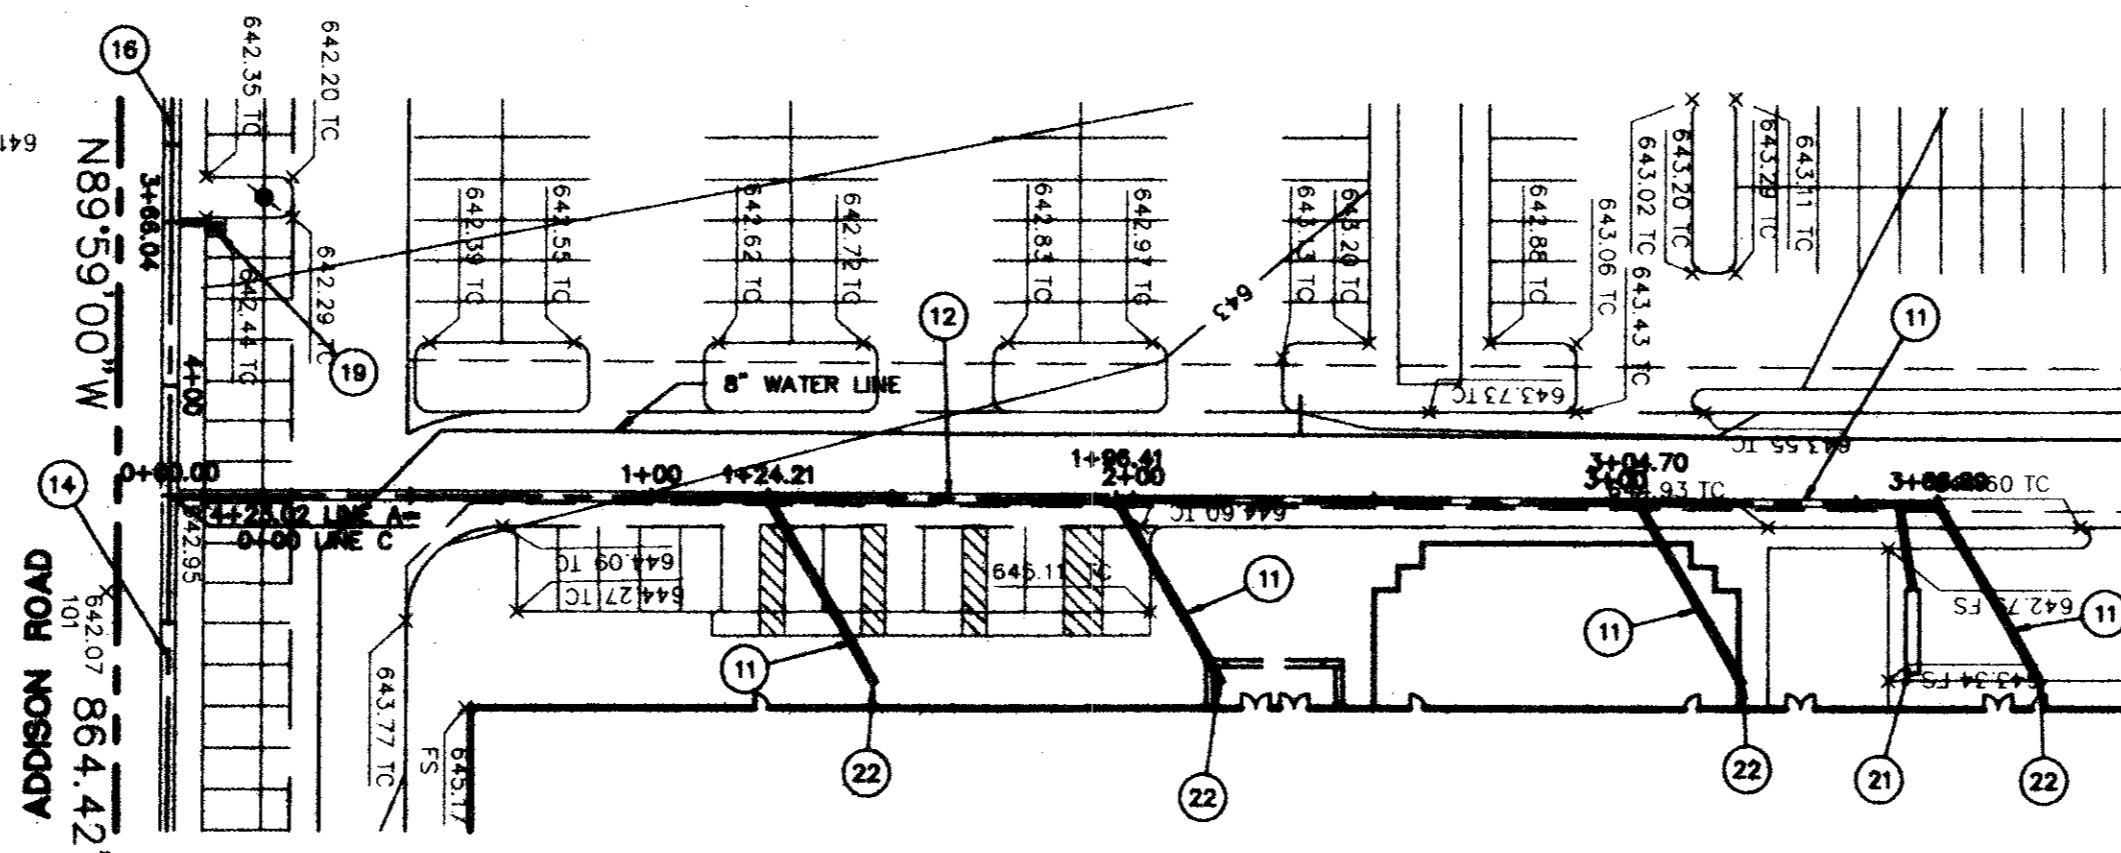 16
642.35 TC
642.20 TC
641
N89°59'00"W
3+66.04
642.44 TC
642.29 TC
19
4+00
642.39 TC
642.55 TC
642.62 TC
642.72 TC
642.83 TC
642.97 TC
643
643.13 TC
643.20 TC
642.88 TC
643.06 TC
643.02 TC
643.43 TC
643.20 TC
643.29 TC
643.11 TC
12
11
8" WATER LINE
643.73 TC
643.55 TC
14
0+00.00
1+00
1+24.21
1+96.41
2+00
3+04.70
3+00
4+25.02 LINE A=
0+00 LINE C
642.95
644.60 TC
644.09 TC
644.27 TC
645.11 TC
11
11
11
11
642.75 FS
643.34 FS
ADDISON ROAD
642.07
101
864.42'
643.77 TC
645.17
FS
22
22
22
21
22